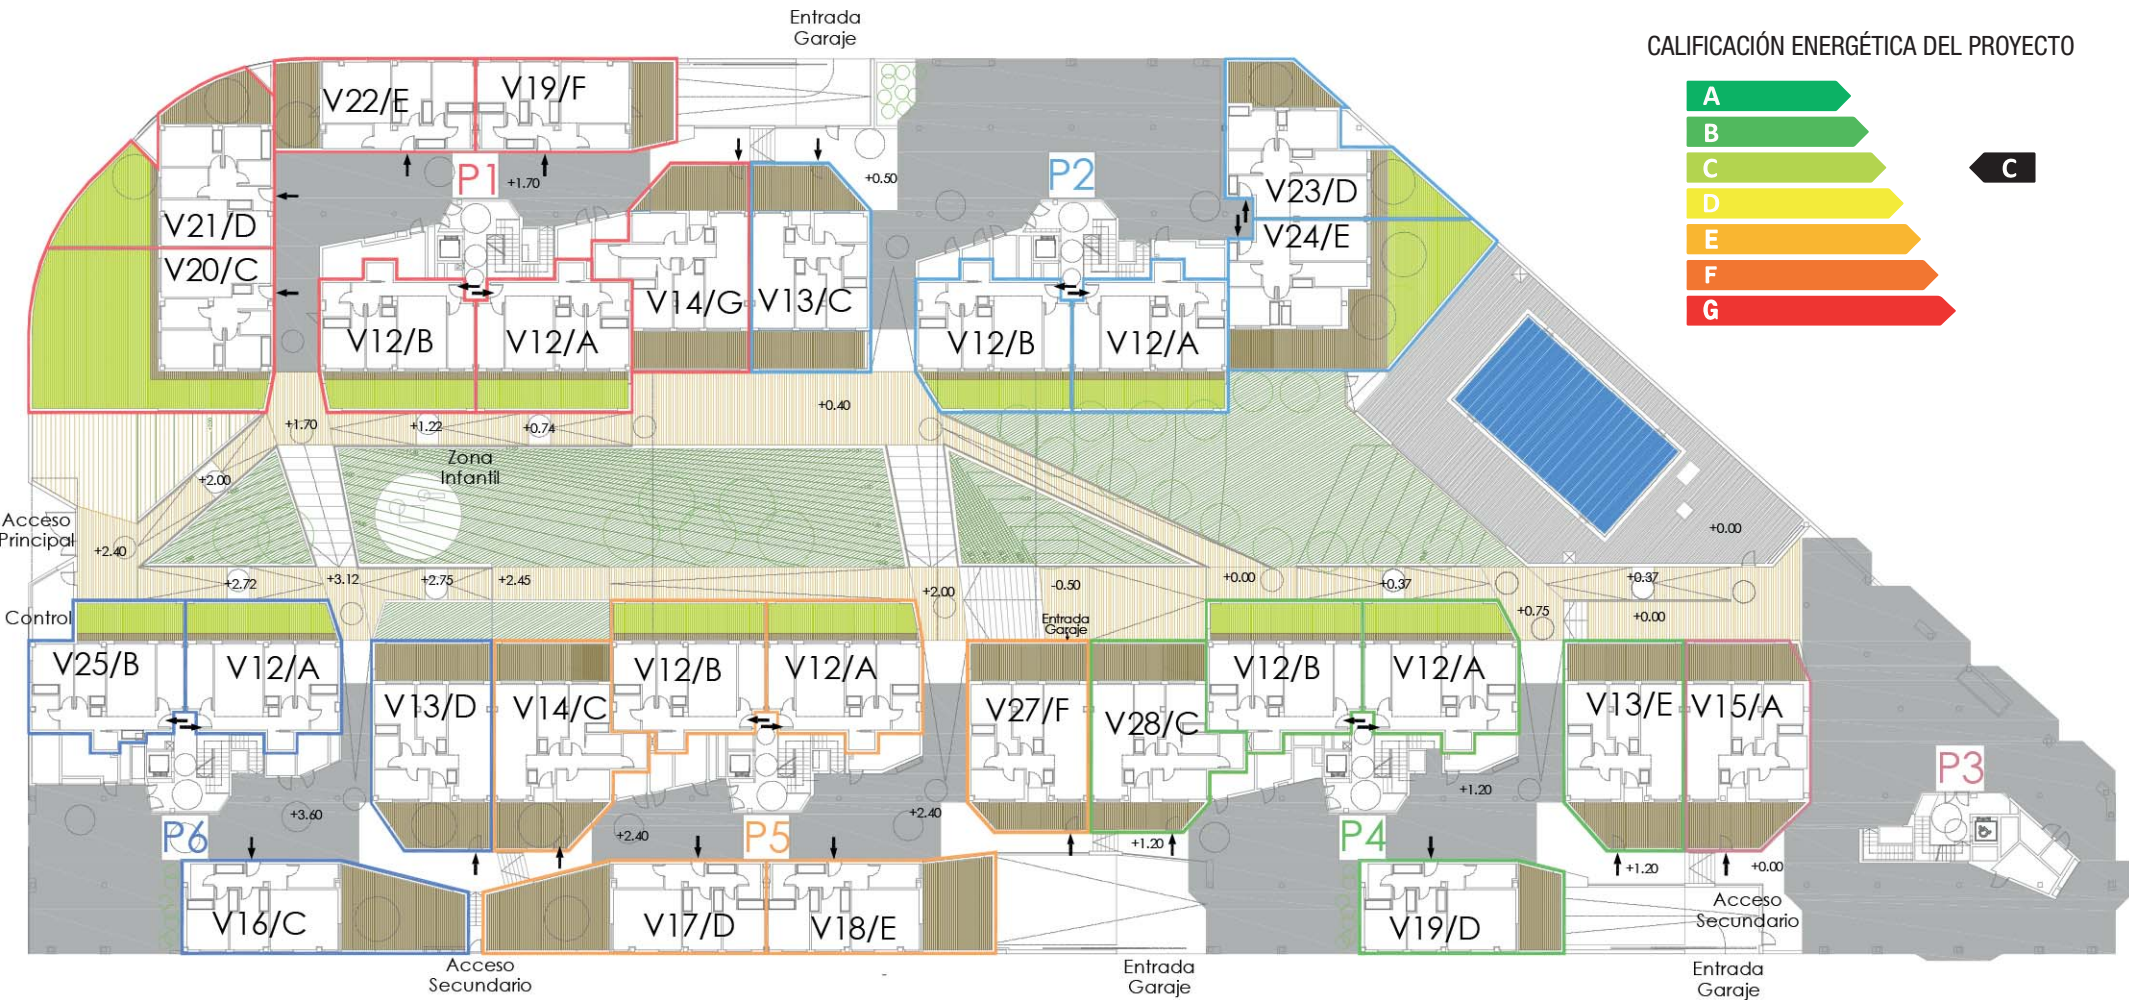 Entrada
Garaje
CALIFICACIÓN ENERGÉTICA DEL PROYECTO
A
B
C
C
D
E
F
G
V22/E
V19/F
P1
+1.70
+0.50
P2
V23/D
V24/E
V21/D
V20/C
V14/G
V13/C
V12/B
V12/A
V12/B
V12/A
+0.40
+1.70
+1.22
+0.74
Zona
Infantil
+2.00
Acceso
Principal
+2.40
+0.00
+2.72
+3.12
+2.75
+2.45
+2.00
-0.50
+0.00
+0.37
+0.37
+0.75
+0.00
Control
Entrada
Garaje
V25/B
V12/A
V13/D
V14/C
V12/B
V12/A
V27/F
V28/C
V12/B
V12/A
V13/E
V15/A
P3
+3.60
+2.40
+2.40
+1.20
P6
P5
P4
+1.20
+1.20
+0.00
V16/C
V17/D
V18/E
V19/D
Acceso
Secundario
Acceso
Secundario
Entrada
Garaje
Entrada
Garaje